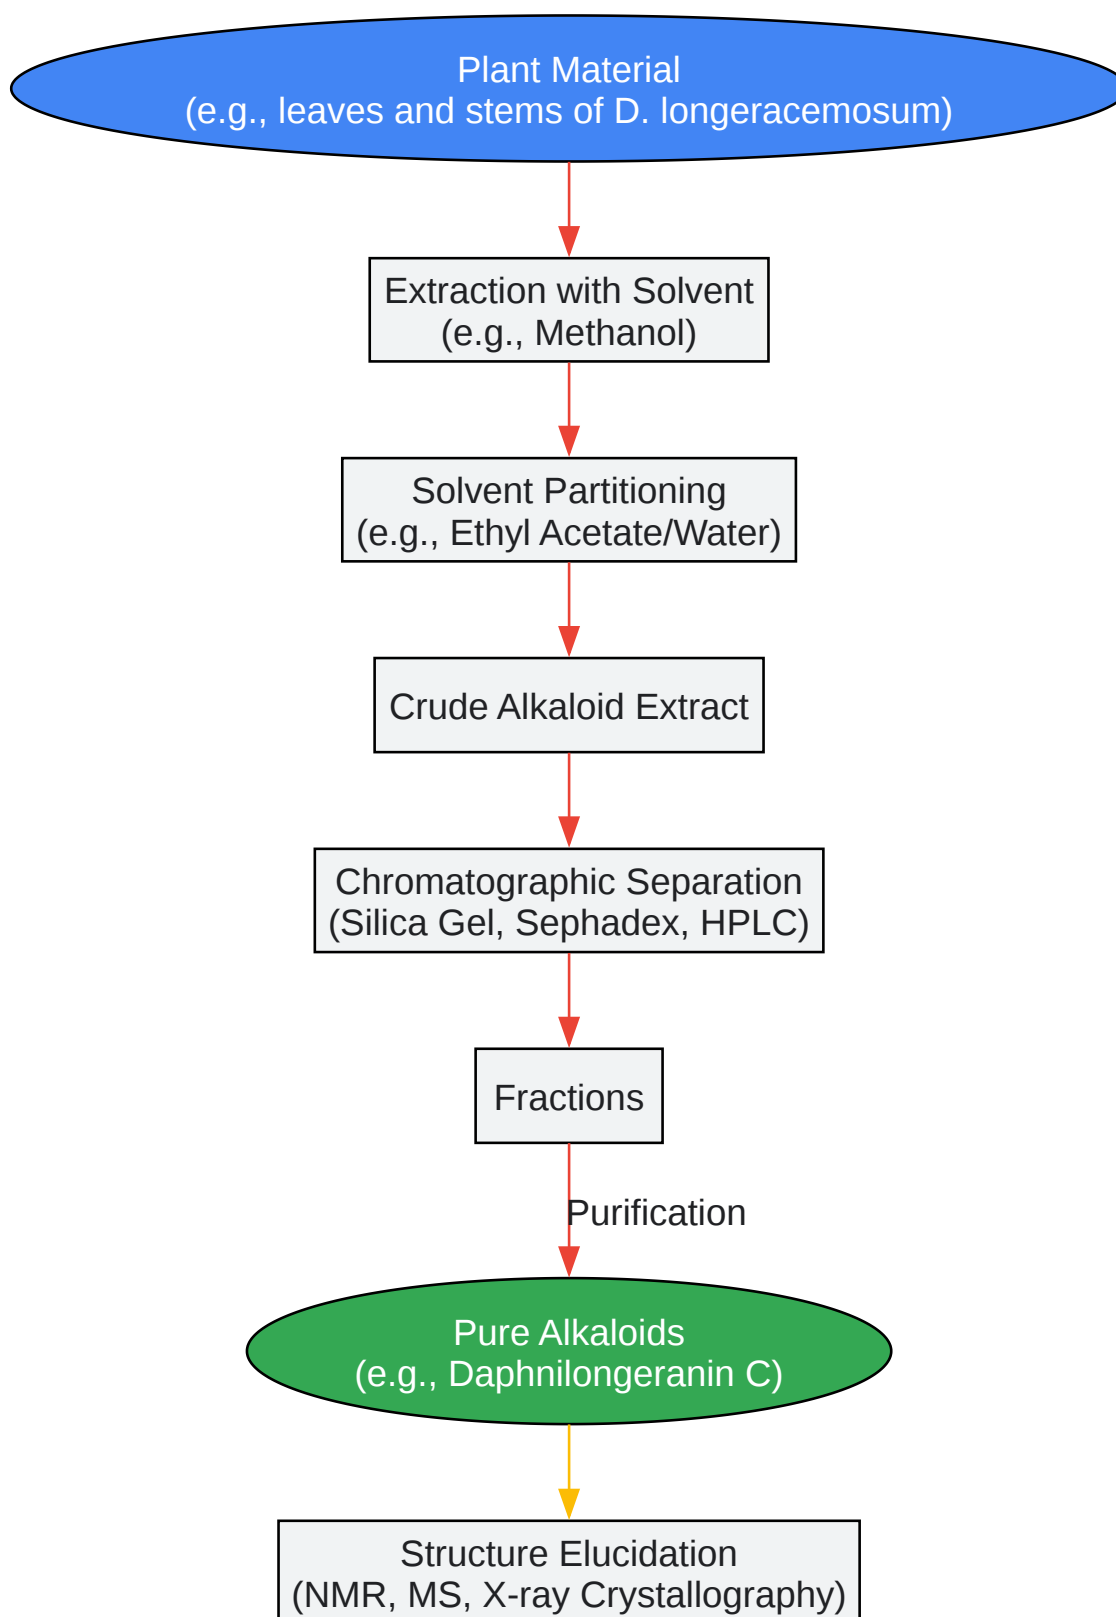 Plant Material
(e.g., leaves and stems of D. longeracemosum)
Extraction with Solvent
(e.g., Methanol)
Solvent Partitioning
(e.g., Ethyl Acetate/Water)
Crude Alkaloid Extract
Chromatographic Separation
(Silica Gel, Sephadex, HPLC)
Fractions
Purification
Pure Alkaloids
(e.g., Daphnilongeranin C)
Structure Elucidation
(NMR, MS, X-ray Crystallography)